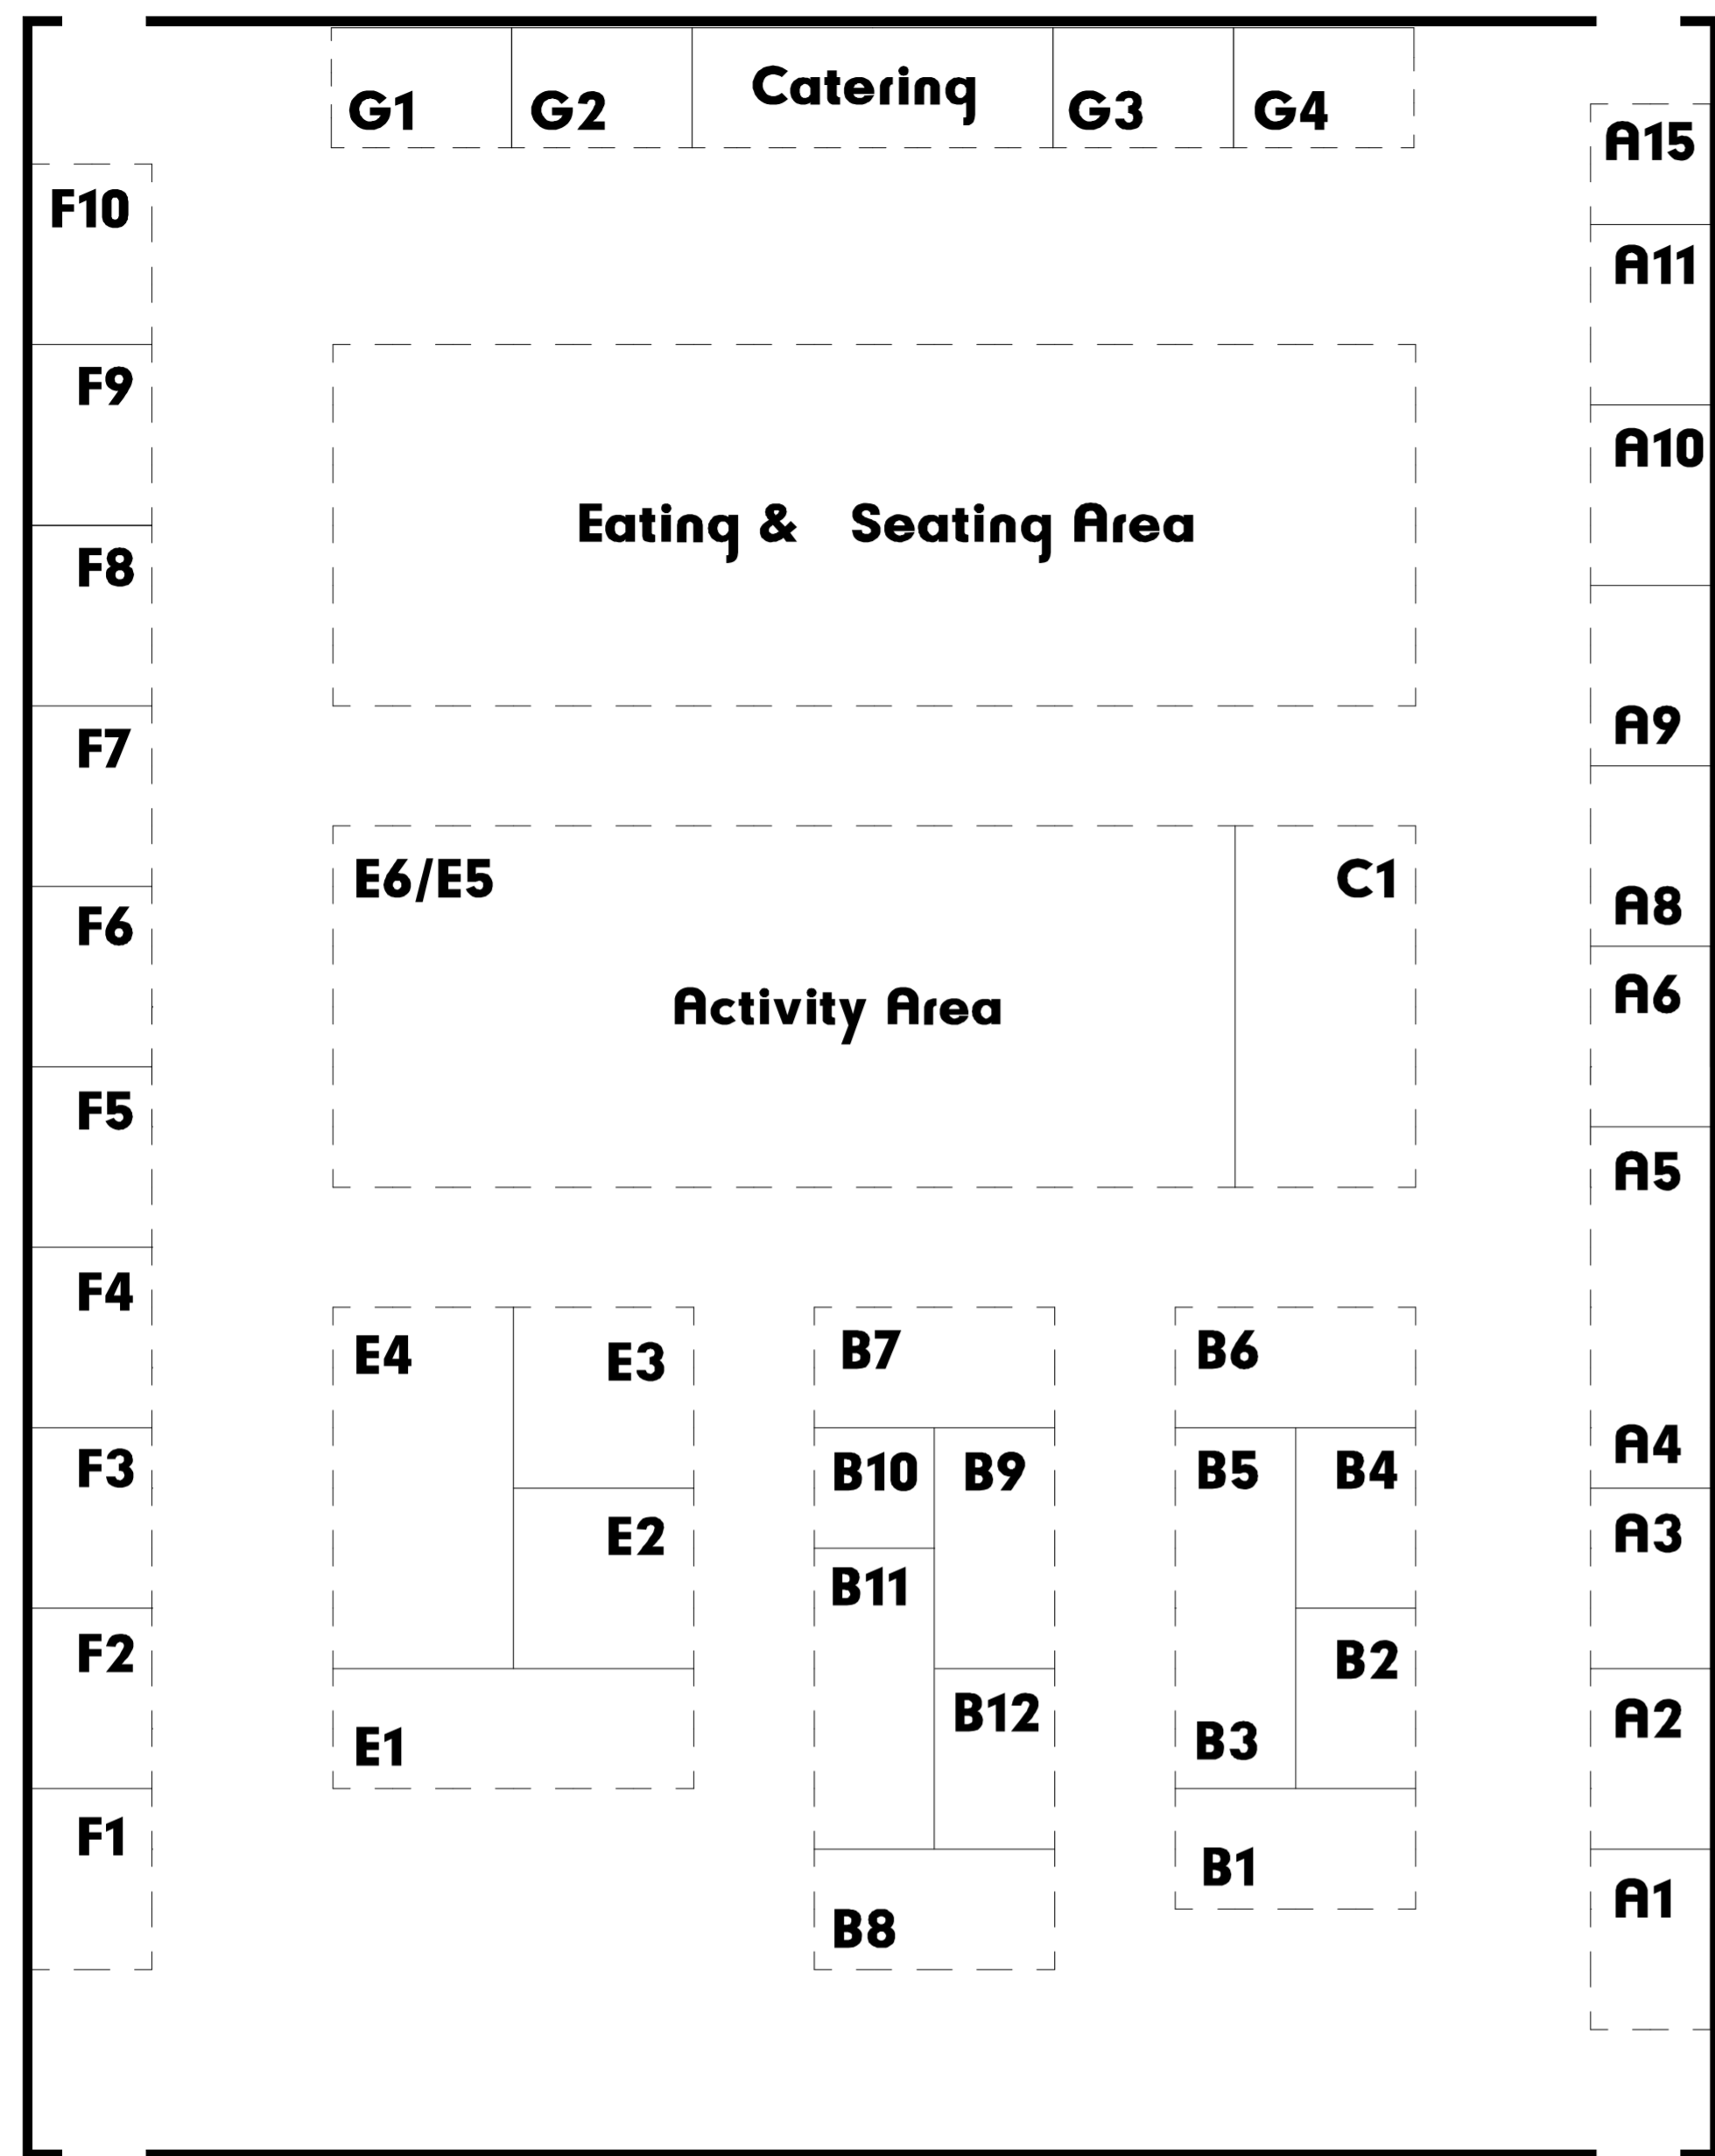 Catering
G1
G2
G3
G4
A15
F10
A11
F9
A10
Eating & Seating Area
F8
A9
F7
E6/E5
C1
A8
F6
A6
Activity Area
F5
A5
F4
E4
E3
B7
B6
A4
F3
B10
B9
B5
B4
E2
A3
B11
F2
B2
B12
A2
E1
B3
F1
B1
A1
B8